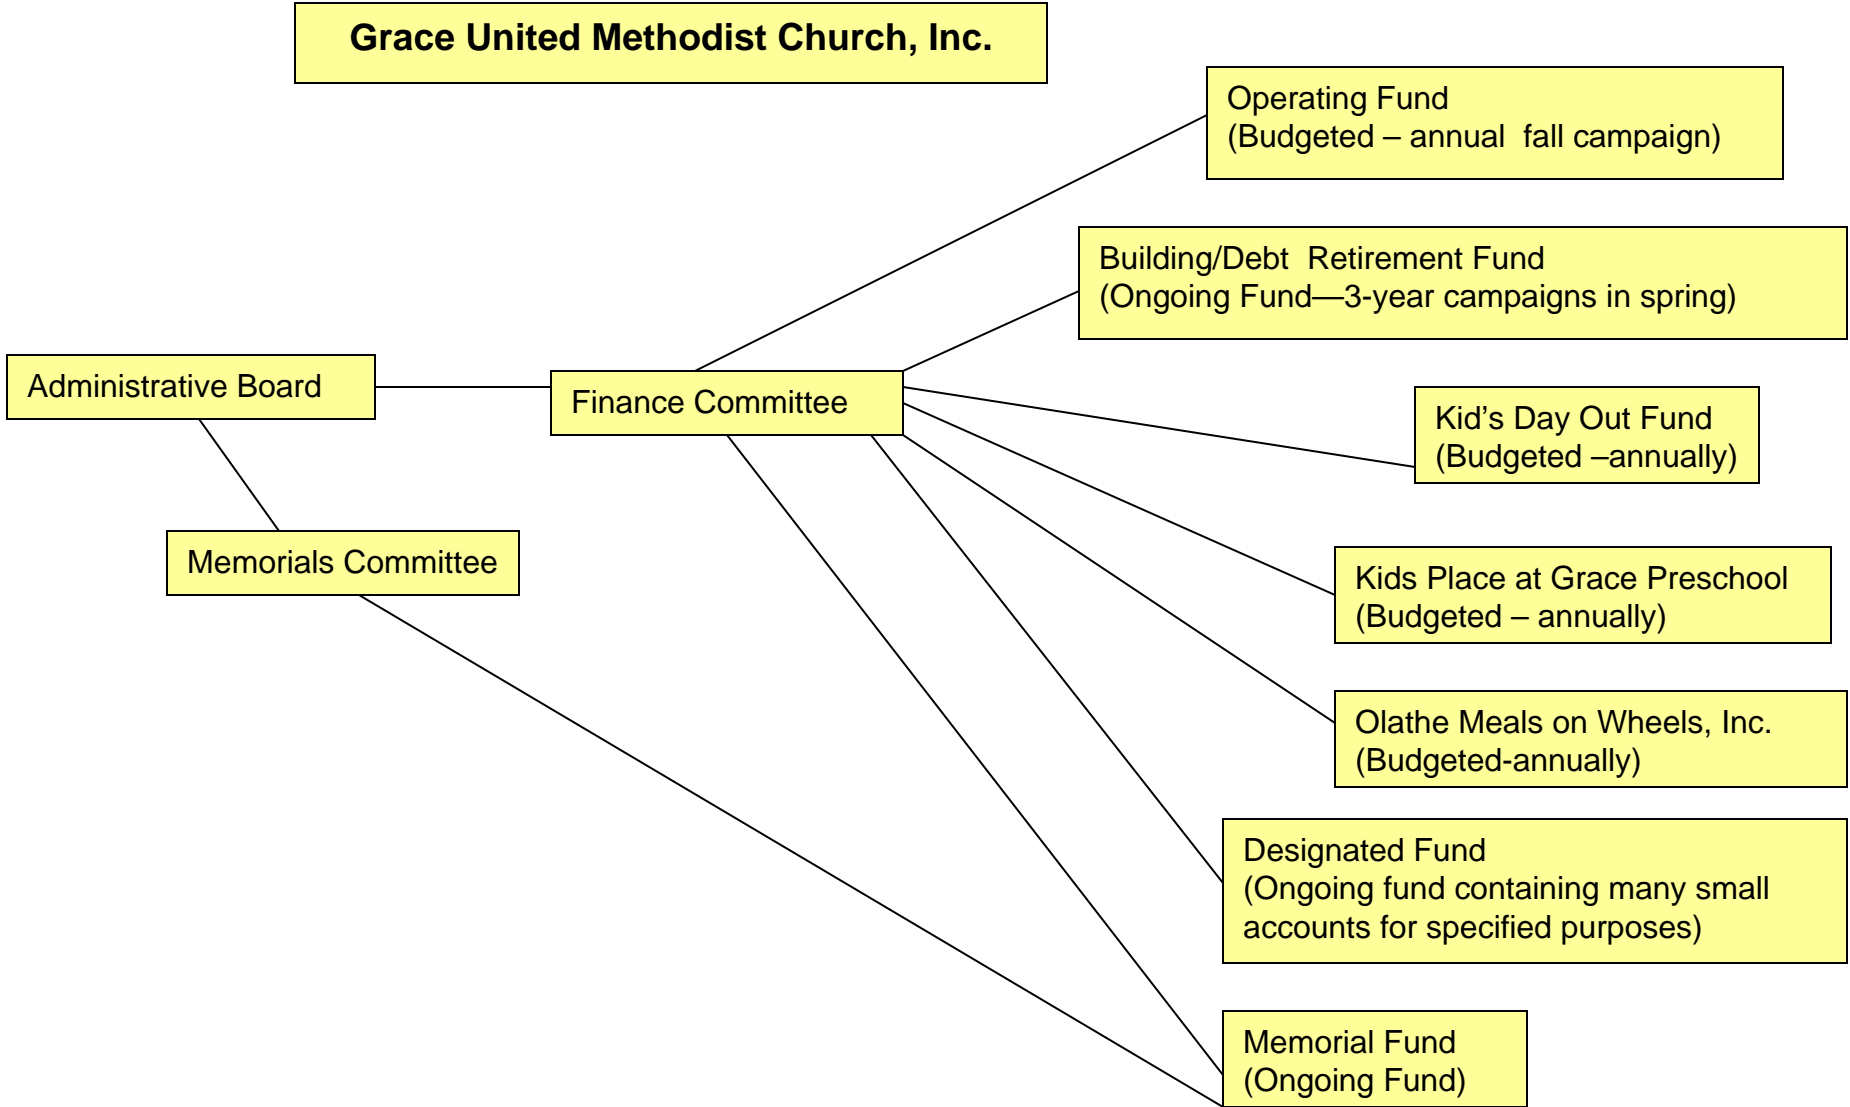 Grace United Methodist Church, Inc.
Operating Fund
(Budgeted – annual  fall campaign)
Building/Debt  Retirement Fund
(Ongoing Fund—3-year campaigns in spring)
Administrative Board
Finance Committee
Kid’s Day Out Fund
(Budgeted –annually)
Memorials Committee
Kids Place at Grace Preschool
(Budgeted – annually)
Olathe Meals on Wheels, Inc.
(Budgeted-annually)
Designated Fund
(Ongoing fund containing many small
accounts for specified purposes)
Memorial Fund
(Ongoing Fund)